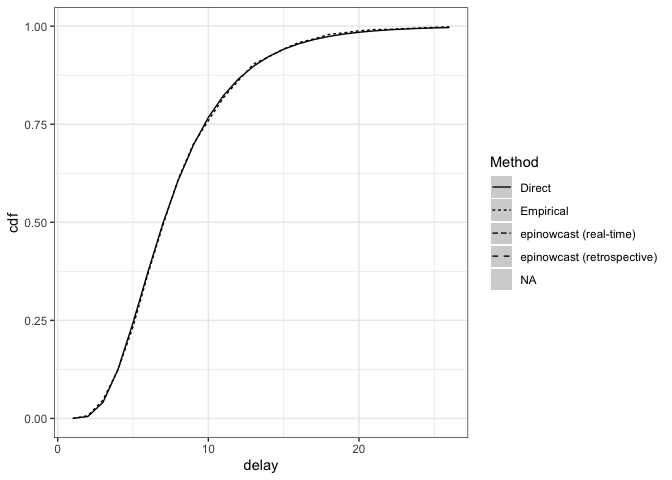 1.00
0.75
0.50
0.25
0.00
cdf
0
10
20
delay
Method
Direct
Empirical
epinowcast (real-time)
epinowcast (retrospective)
NA